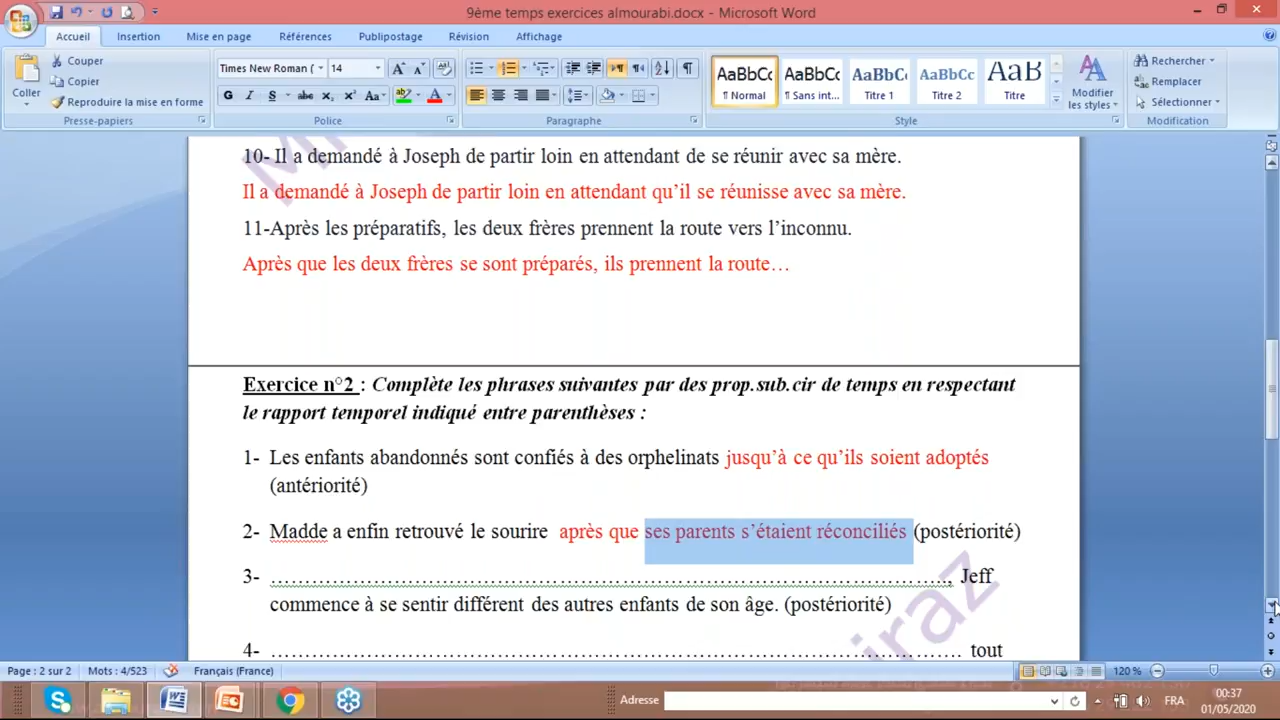 9ème temps exercices almourabi.docx - Microsoft Word
Accueil Insertion Mise en page Références Publipostage Révision Affichage
Coller
Couper
Copier
Reproduire la mise en forme
Presse-papiers
Times New Roman ( 14
G I S abc x₂ x² Aa
Police
Paragraphe
AaBbCc AaBbCc AaBbC AaBbCc AaB
¶ Normal ¶ Sans int... Titre 1 Titre 2 Titre
Modifier
les styles
Style
Rechercher
Remplacer
Sélectionner
Modification
10- Il a demandé à Joseph de partir loin en attendant de se réunir avec sa mère.
Il a demandé à Joseph de partir loin en attendant qu’il se réunisse avec sa mère.
11-Après les préparatifs, les deux frères prennent la route vers l’inconnu.
Après que les deux frères se sont préparés, ils prennent la route…
Exercice n°2 : Complète les phrases suivantes par des prop.sub.cir de temps en respectant
le rapport temporel indiqué entre parenthèses :
1- Les enfants abandonnés sont confiés à des orphelinats jusqu’à ce qu’ils soient adoptés
(antériorité)
2- Madde a enfin retrouvé le sourire après que ses parents s’étaient réconciliés (postériorité)
3- ………………………………………………………………………….. Jeff
commence à se sentir différent des autres enfants de son âge. (postériorité)
4- ……………………………………………………………………………. tout
Page : 2 sur 2 Mots : 4/523 Français (France) 120 %
Adresse FR 00:37
01/05/2020